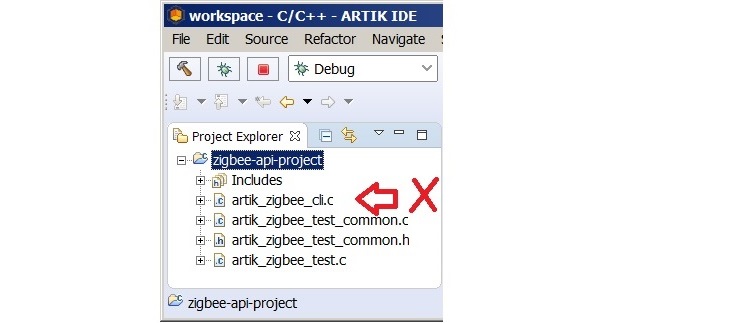 workspace - C/C++ - ARTIK IDE
File Edit Source Refactor Navigate S
Debug
Project Explorer
zigbee-api-project
Includes
.c artik_zigbee_cli.c X
.c artik_zigbee_test_common.c
.h artik_zigbee_test_common.h
.c artik_zigbee_test.c
zigbee-api-project